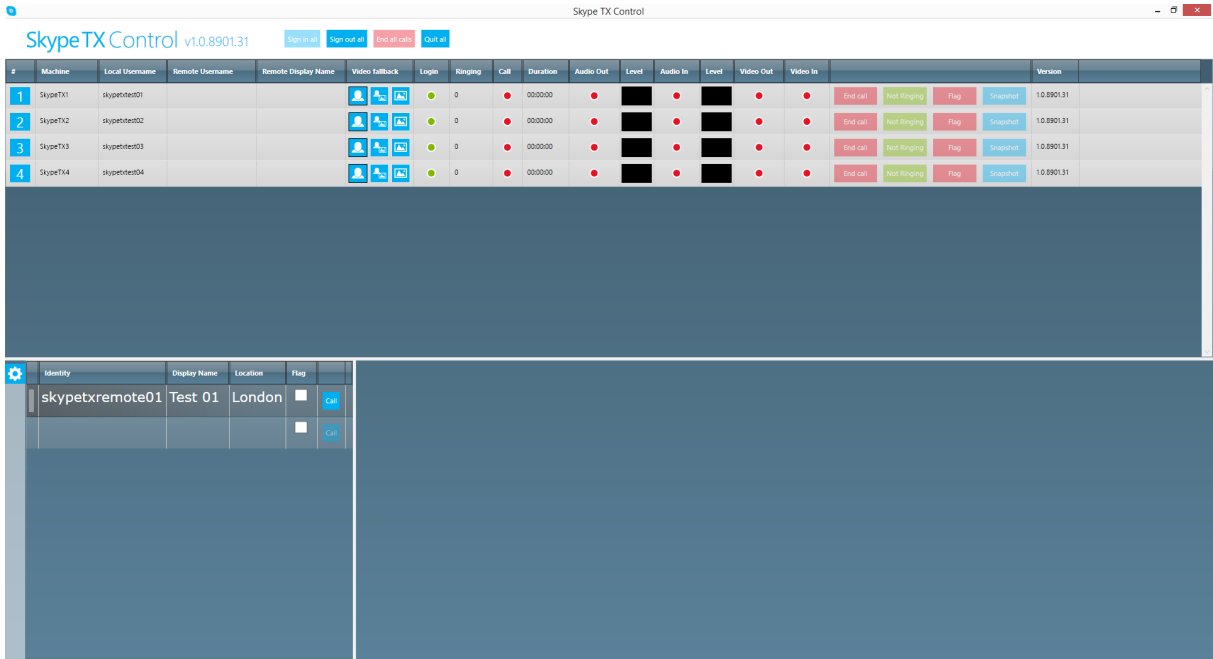 Skype TX Control
SkypeTX Control v1.0.8901.31 Sign in all Sign out all End all calls Quit all
# Machine Local Username Remote Username Remote Display Name Video fallback Login Ringing Call Duration Audio Out Level Audio In Level Video Out Video In Version
1 SkypeTX1 skypetxtest01 0 00:00:00 End call Not Ringing Flag Snapshot 1.0.8901.31
2 SkypeTX2 skypetxtest02 0 00:00:00 End call Not Ringing Flag Snapshot 1.0.8901.31
3 SkypeTX3 skypetxtest03 0 00:00:00 End call Not Ringing Flag Snapshot 1.0.8901.31
4 SkypeTX4 skypetxtest04 0 00:00:00 End call Not Ringing Flag Snapshot 1.0.8901.31
Identity Display Name Location Flag
skypetxremote01 Test 01 London Call
Call